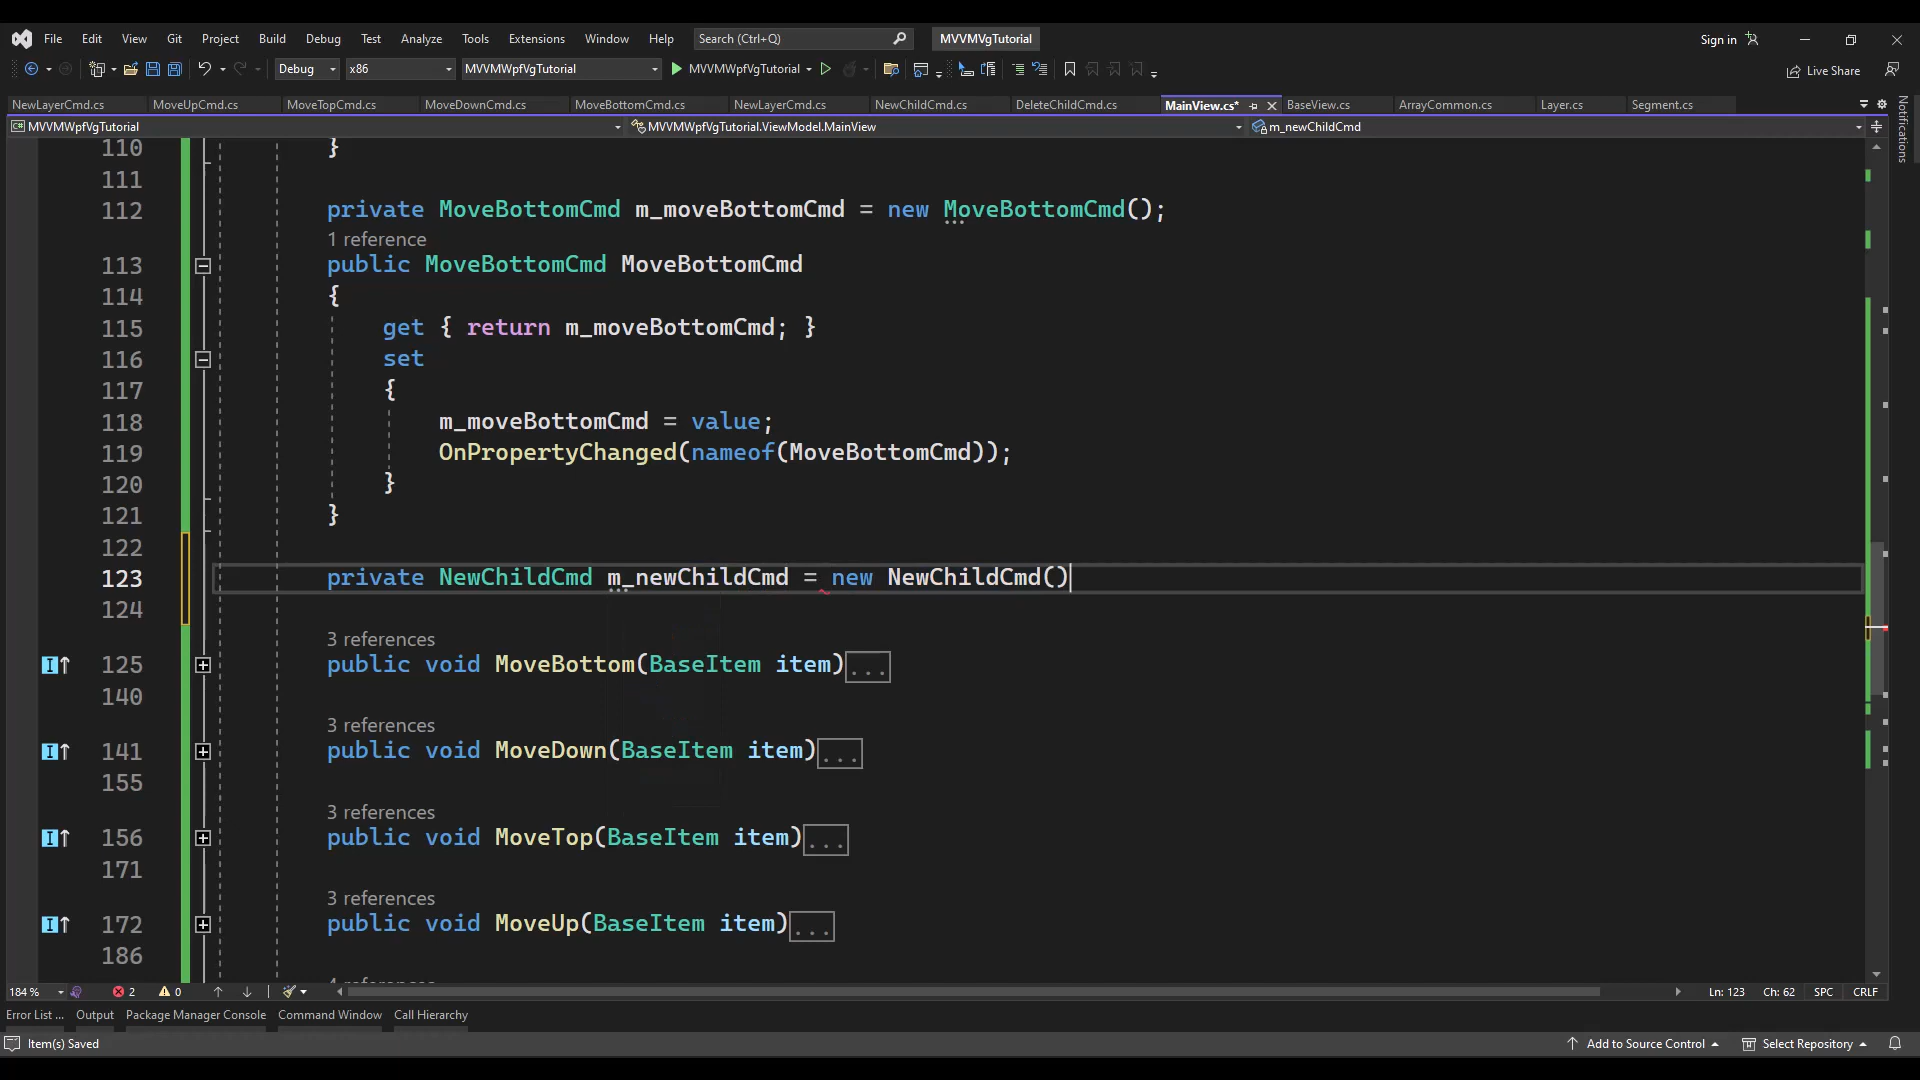 File Edit View Git Project Build Debug Test Analyze Tools Extensions Window Help Search (Ctrl+Q) MVVMVgTutorial Sign in
Debug x86 MVVMWpfVgTutorial MVVMWpfVgTutorial Live Share
NewLayerCmd.cs MoveUpCmd.cs MoveTopCmd.cs MoveDownCmd.cs MoveBottomCmd.cs NewLayerCmd.cs NewChildCmd.cs DeleteChildCmd.cs MainView.cs* BaseView.cs ArrayCommon.cs Layer.cs Segment.cs
MVVMWpfVgTutorial MVVMWpfVgTutorial.ViewModel.MainView m_newChildCmd
Notifications
110 }
111
112 private MoveBottomCmd m_moveBottomCmd = new MoveBottomCmd();
1 reference
113 public MoveBottomCmd MoveBottomCmd
114 {
115 get { return m_moveBottomCmd; }
116 set
117 {
118 m_moveBottomCmd = value;
119 OnPropertyChanged(nameof(MoveBottomCmd));
120 }
121 }
122
123 private NewChildCmd m_newChildCmd = new NewChildCmd()
124
3 references
125 public void MoveBottom(BaseItem item)...
140
3 references
141 public void MoveDown(BaseItem item)...
155
3 references
156 public void MoveTop(BaseItem item)...
171
3 references
172 public void MoveUp(BaseItem item)...
186
184 % 2 0 Ln: 123 Ch: 62 SPC CRLF
Error List ... Output Package Manager Console Command Window Call Hierarchy
Item(s) Saved Add to Source Control Select Repository